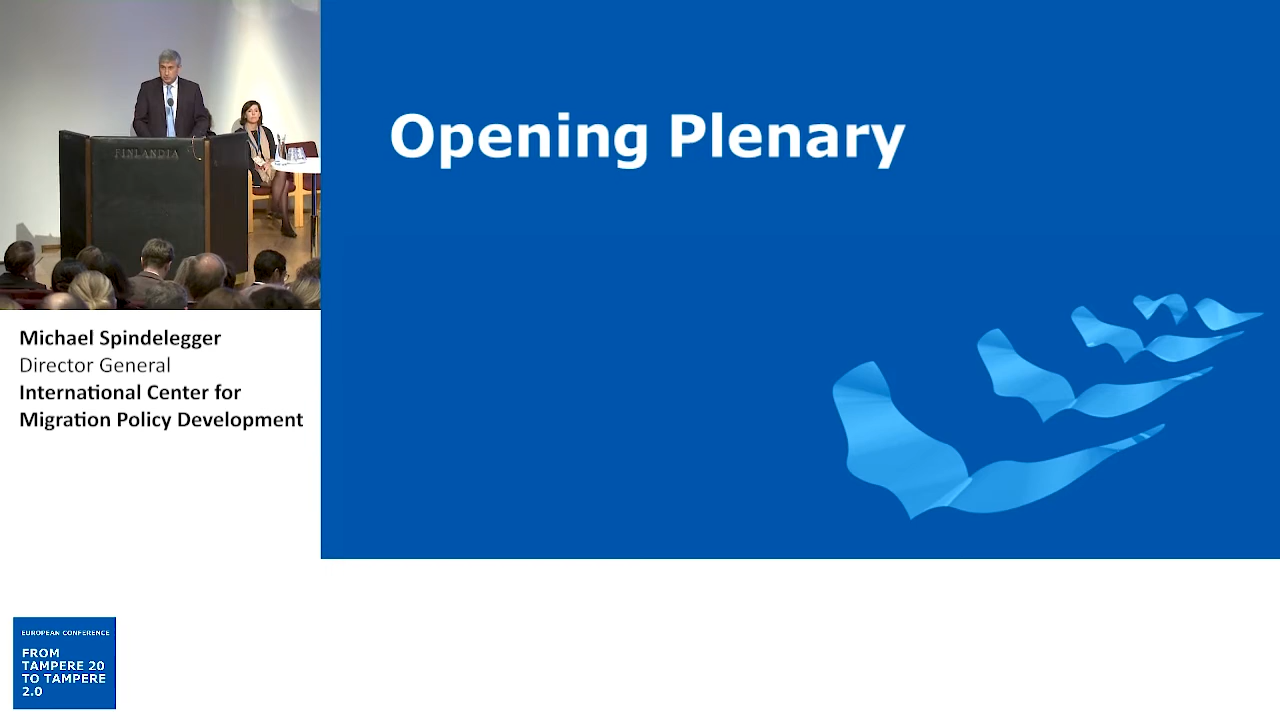 FINLANDIA
Opening Plenary
Michael Spindelegger
Director General
International Center for
Migration Policy Development
EUROPEAN CONFERENCE
FROM
TAMPERE 20
TO TAMPERE
2.0